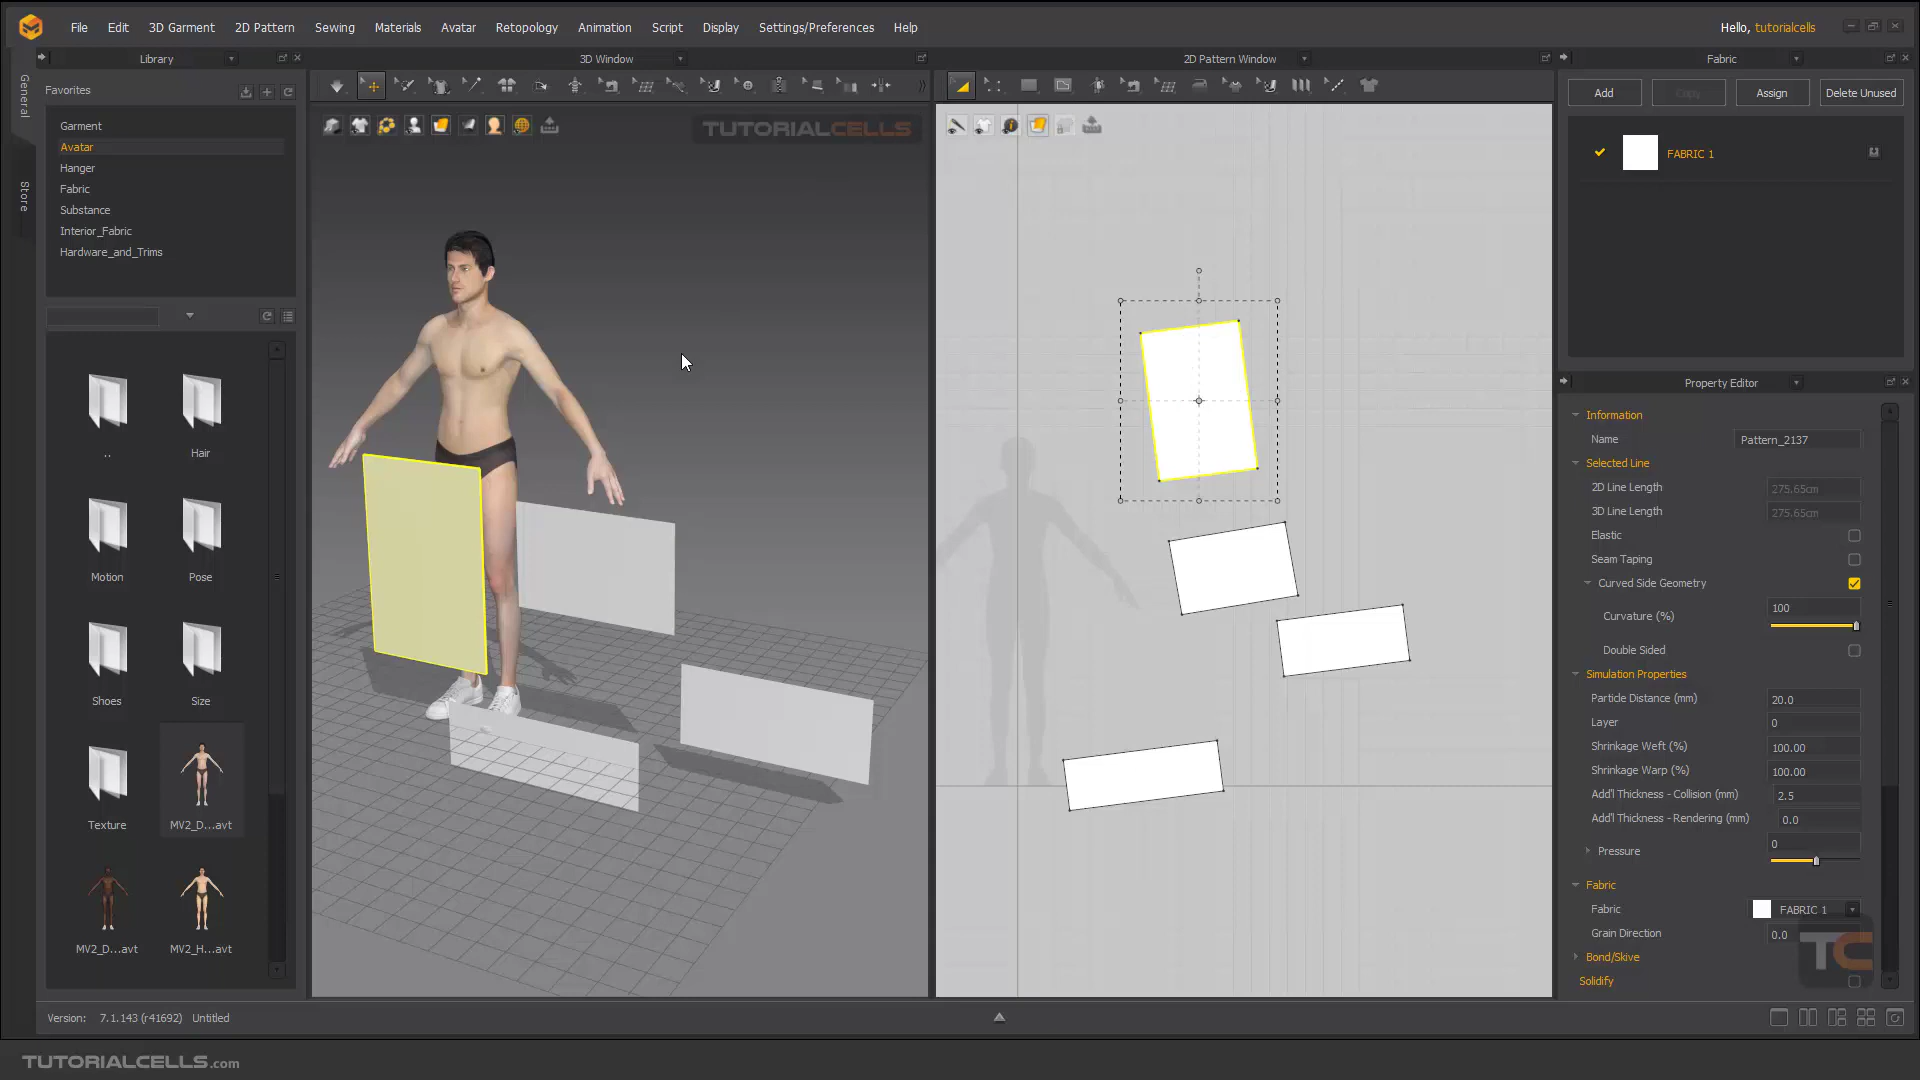 File Edit 3D Garment 2D Pattern Sewing Materials Avatar Retopology Animation Script Display Settings/Preferences Help
Hello, tutorialcells
Library
3D Window
2D Pattern Window
Fabric
General
Store
Favorites
Garment
Avatar
Hanger
Fabric
Substance
Interior_Fabric
Hardware_and_Trims
..
Hair
Motion
Pose
Shoes
Size
Texture
MV2_D...avt
MV2_D...avt
MV2_H...avt
TUTORIALCELLS
Add Copy Assign Delete Unused
FABRIC 1
Property Editor
Information
Name Pattern_2137
Selected Line
2D Line Length 275.65cm
3D Line Length 275.65cm
Elastic
Seam Taping
Curved Side Geometry
Curvature (%) 100
Double Sided
Simulation Properties
Particle Distance (mm) 20.0
Layer 0
Shrinkage Weft (%) 100.00
Shrinkage Warp (%) 100.00
Add'l Thickness - Collision (mm) 2.5
Add'l Thickness - Rendering (mm) 0.0
Pressure 0
Fabric
Fabric FABRIC 1
Grain Direction 0.0
Bond/Skive
Solidify
TC
Version: 7.1.143 (r41692) Untitled
TUTORIALCELLS.com